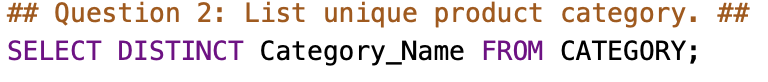 ## Question 2: List unique product category. ##
SELECT DISTINCT Category_Name FROM CATEGORY;